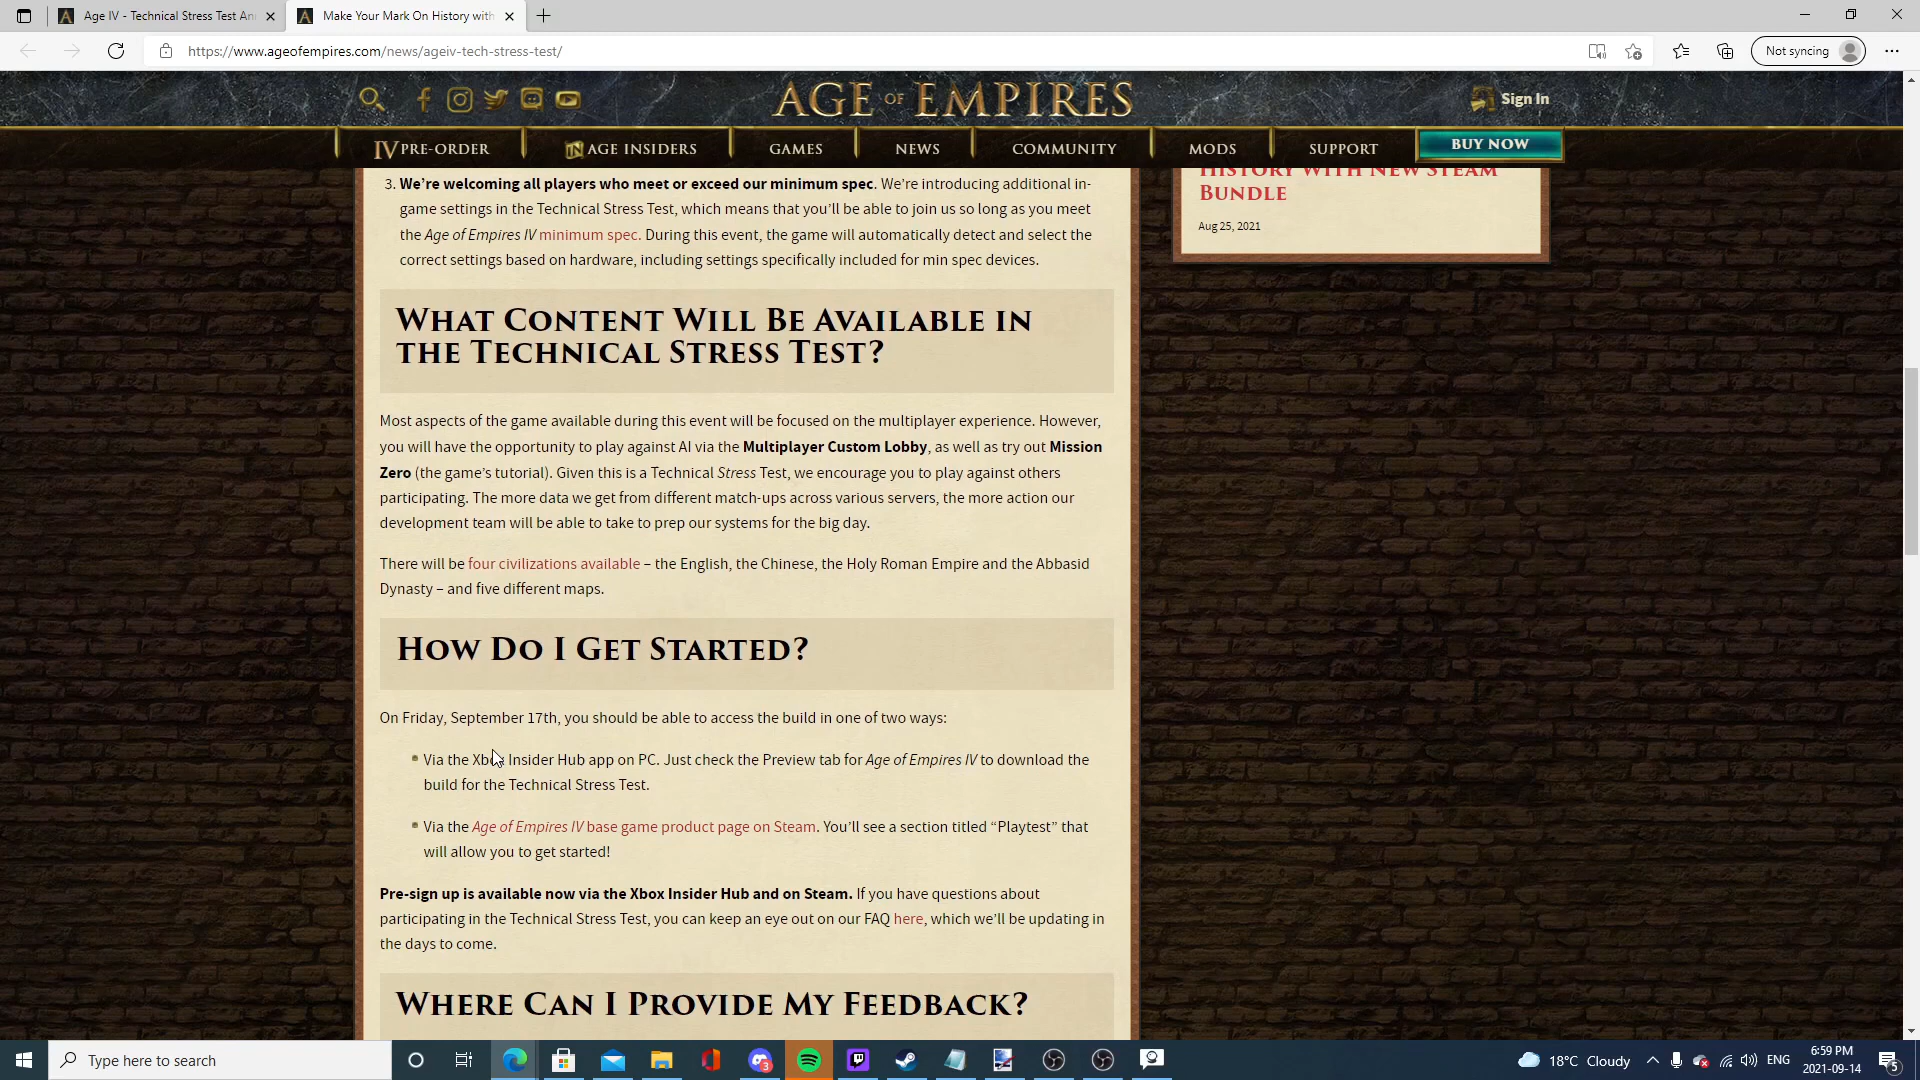 Age IV - Technical Stress Test An
Make Your Mark On History with
https://www.ageofempires.com/news/ageiv-tech-stress-test/
Not syncing
AGE OF EMPIRES
Sign In
IV PRE-ORDER
AGE INSIDERS
GAMES
NEWS
COMMUNITY
MODS
SUPPORT
BUY NOW
3. We're welcoming all players who meet or exceed our minimum spec. We're introducing additional in-
game settings in the Technical Stress Test, which means that you'll be able to join us so long as you meet
the Age of Empires IV minimum spec. During this event, the game will automatically detect and select the
correct settings based on hardware, including settings specifically included for min spec devices.
HISTORY WITH NEW STEAM
BUNDLE
Aug 25, 2021
WHAT CONTENT WILL BE AVAILABLE IN
THE TECHNICAL STRESS TEST?
Most aspects of the game available during this event will be focused on the multiplayer experience. However,
you will have the opportunity to play against AI via the Multiplayer Custom Lobby, as well as try out Mission
Zero (the game's tutorial). Given this is a Technical Stress Test, we encourage you to play against others
participating. The more data we get from different match-ups across various servers, the more action our
development team will be able to take to prep our systems for the big day.
There will be four civilizations available – the English, the Chinese, the Holy Roman Empire and the Abbasid
Dynasty – and five different maps.
HOW DO I GET STARTED?
On Friday, September 17th, you should be able to access the build in one of two ways:
Via the Xbox Insider Hub app on PC. Just check the Preview tab for Age of Empires IV to download the
build for the Technical Stress Test.
Via the Age of Empires IV base game product page on Steam. You'll see a section titled “Playtest” that
will allow you to get started!
Pre-sign up is available now via the Xbox Insider Hub and on Steam. If you have questions about
participating in the Technical Stress Test, you can keep an eye out on our FAQ here, which we'll be updating in
the days to come.
WHERE CAN I PROVIDE MY FEEDBACK?
Type here to search
3
18°C Cloudy
ENG
6:59 PM
2021-09-14
5